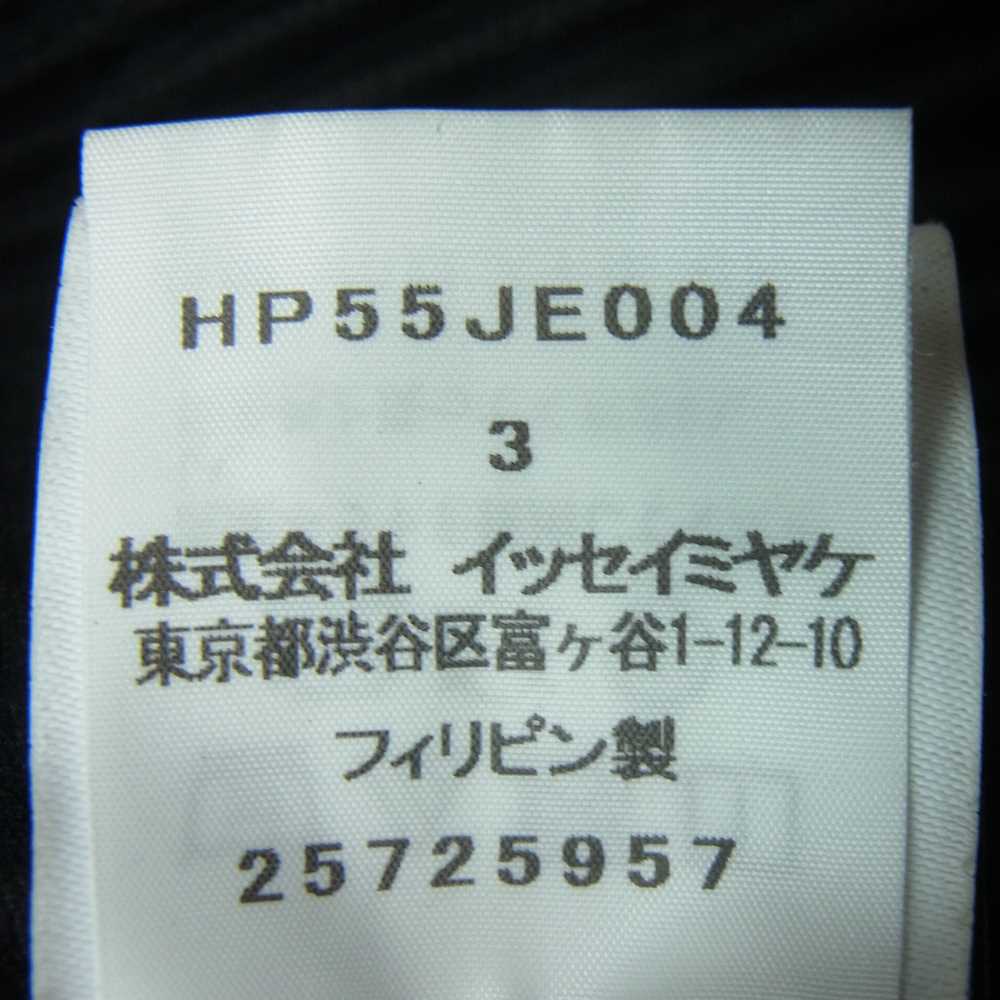 HP55JE004
3
株式会社 イッセイミヤケ
東京都渋谷区富ヶ谷1-12-10
フィリピン製
25725957